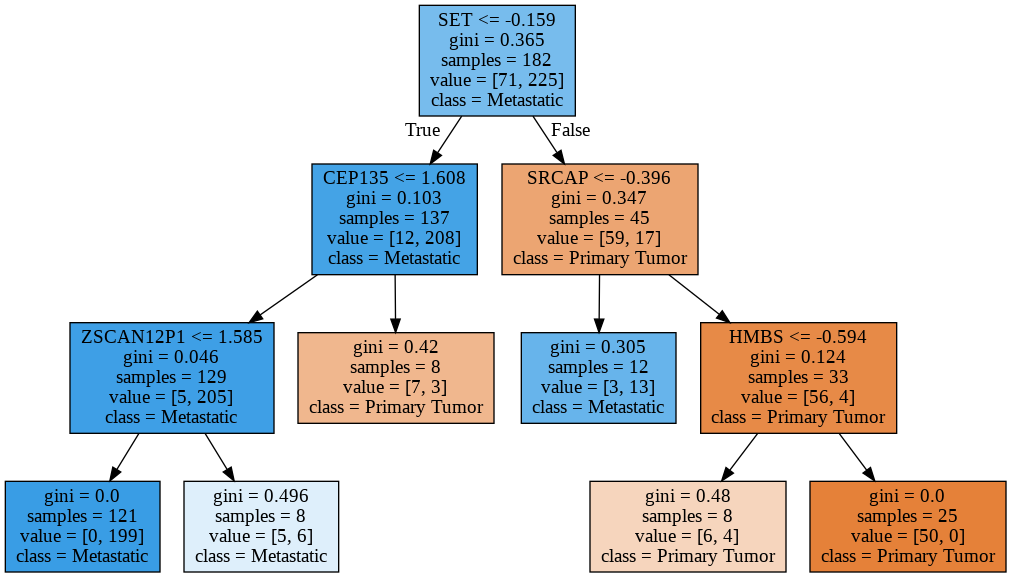 SET <= -0.159
gini = 0.365
samples = 182
value = [71, 225]
class = Metastatic
True
False
CEP135 <= 1.608
gini = 0.103
samples = 137
value = [12, 208]
class = Metastatic
SRCAP <= -0.396
gini = 0.347
samples = 45
value = [59, 17]
class = Primary Tumor
ZSCAN12P1 <= 1.585
gini = 0.046
samples = 129
value = [5, 205]
class = Metastatic
gini = 0.42
samples = 8
value = [7, 3]
class = Primary Tumor
gini = 0.305
samples = 12
value = [3, 13]
class = Metastatic
HMBS <= -0.594
gini = 0.124
samples = 33
value = [56, 4]
class = Primary Tumor
gini = 0.0
samples = 121
value = [0, 199]
class = Metastatic
gini = 0.496
samples = 8
value = [5, 6]
class = Metastatic
gini = 0.48
samples = 8
value = [6, 4]
class = Primary Tumor
gini = 0.0
samples = 25
value = [50, 0]
class = Primary Tumor